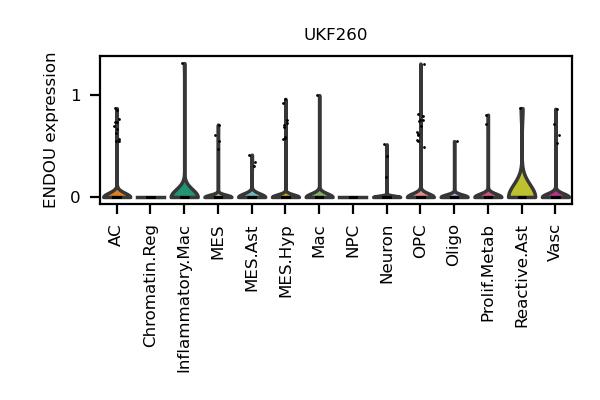 UKF260
ENDOU expression
1
0
AC
Chromatin.Reg
Inflammatory.Mac
MES
MES.Ast
MES.Hyp
Mac
NPC
Neuron
OPC
Oligo
Prolif.Metab
Reactive.Ast
Vasc